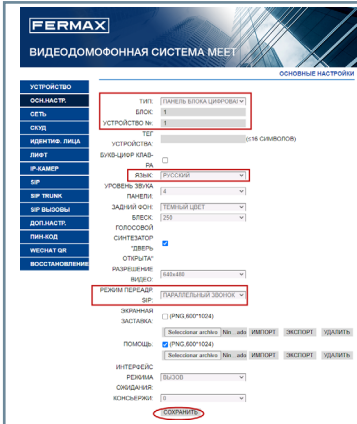 FERMAX
ВИДЕОДОМОФОННАЯ СИСТЕМА MEET
ОСНОВНЫЕ НАСТРОЙКИ
УСТРОЙСТВО
ОСН.НАСТР.
СЕТЬ
СКУД
ИДЕНТИФ. ЛИЦА
ЛИФТ
IP-КАМЕР
SIP
SIP TRUNK
SIP ВЫЗОВЫ
ДОП.НАСТР.
ПИН-КОД
WECHAT QR
ВОССТАНОВЛЕНИЕ
ТИП: ПАНЕЛЬ БЛОКА ЦИФРОВАЯ
БЛОК: 1
УСТРОЙСТВО №: 1
ТЕГ
УСТРОЙСТВА: (≤16 СИМВОЛОВ)
БУКВ-ЦИФР КЛАВ-
РА
ЯЗЫК: РУССКИЙ
УРОВЕНЬ ЗВУКА
ПАНЕЛИ: 4
ЗАДНИЙ ФОН: ТЕМНЫЙ ЦВЕТ
БЛЕСК: 250
ГОЛОСОВОЙ
СИНТЕЗАТОР
"ДВЕРЬ
ОТКРЫТА"
РАЗРЕШЕНИЕ
ВИДЕО: 640x480
РЕЖИМ ПЕРЕАДР.
SIP: ПАРАЛЛЕЛЬНЫЙ ЗВОНОК
ЭКРАННАЯ
ЗАСТАВКА: (PNG,600*1024)
Seleccionar archivo Nin...ado ИМПОРТ ЭКСПОРТ УДАЛИТЬ
ПОМОЩЬ: (PNG,600*1024)
Seleccionar archivo Nin...ado ИМПОРТ ЭКСПОРТ УДАЛИТЬ
ИНТЕРФЕЙС
РЕЖИМА
ОЖИДАНИЯ: ВЫЗОВ
КОНСЬЕРЖИ: 0
СОХРАНИТЬ